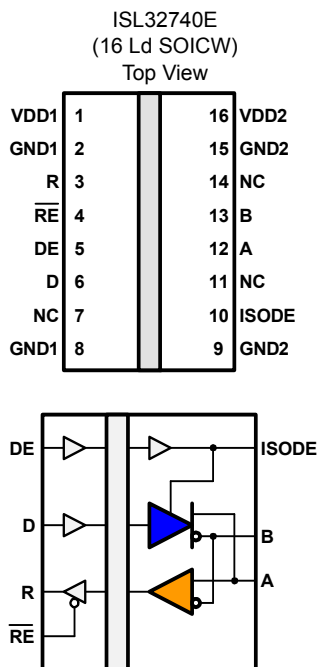 ISL32740E
(16 Ld SOICW)
Top View
VDD1 1 16 VDD2
GND1 2 15 GND2
R 3 14 NC
RE 4 13 B
DE 5 12 A
D 6 11 NC
NC 7 10 ISODE
GND1 8 9 GND2
DE ISODE
D B
R A
RE